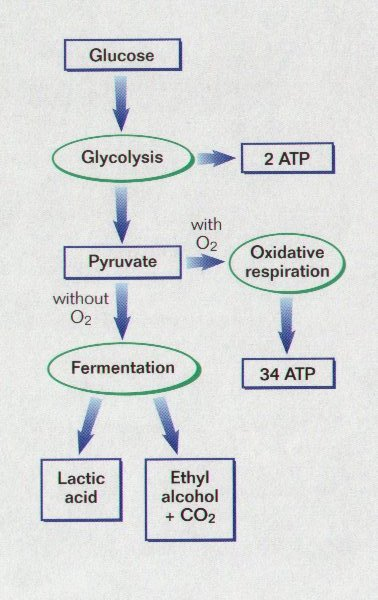 Glucose
Glycolysis
2 ATP
with
O2
Pyruvate
Oxidative
respiration
without
O2
Fermentation
34 ATP
Lactic
acid
Ethyl
alcohol
+ CO2